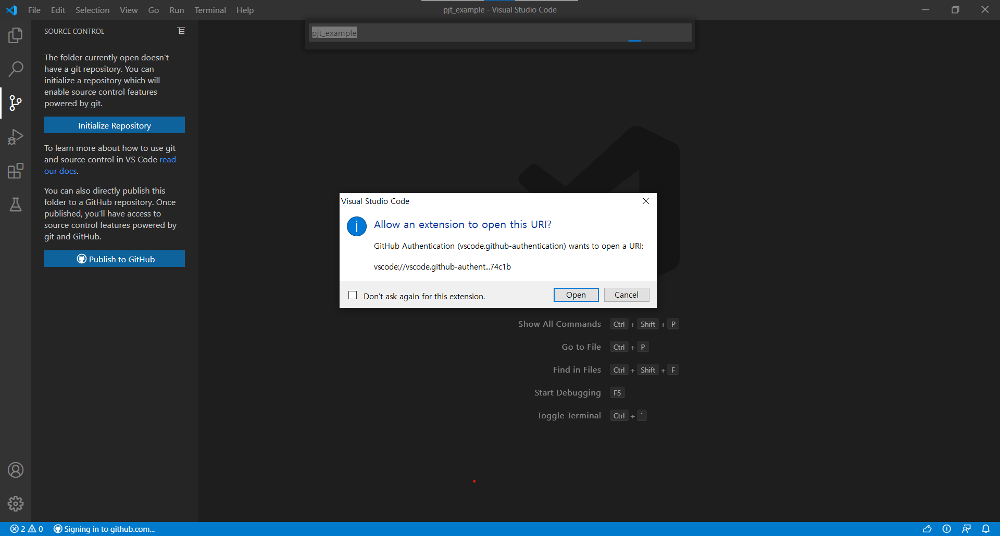 File Edit Selection View Go Run Terminal Help
pjt_example - Visual Studio Code
SOURCE CONTROL
pjt_example
The folder currently open doesn't
have a git repository. You can
initialize a repository which will
enable source control features
powered by git.
Initialize Repository
To learn more about how to use git
and source control in VS Code read
our docs.
You can also directly publish this
folder to a GitHub repository. Once
published, you'll have access to
source control features powered by
git and GitHub.
Publish to GitHub
Visual Studio Code
Allow an extension to open this URI?
GitHub Authentication (vscode.github-authentication) wants to open a URI:
vscode://vscode.github-authent...74c1b
Don't ask again for this extension.
Open
Cancel
Show All Commands Ctrl + Shift + P
Go to File Ctrl + P
Find in Files Ctrl + Shift + F
Start Debugging F5
Toggle Terminal Ctrl + `
2 0 Signing in to github.com...